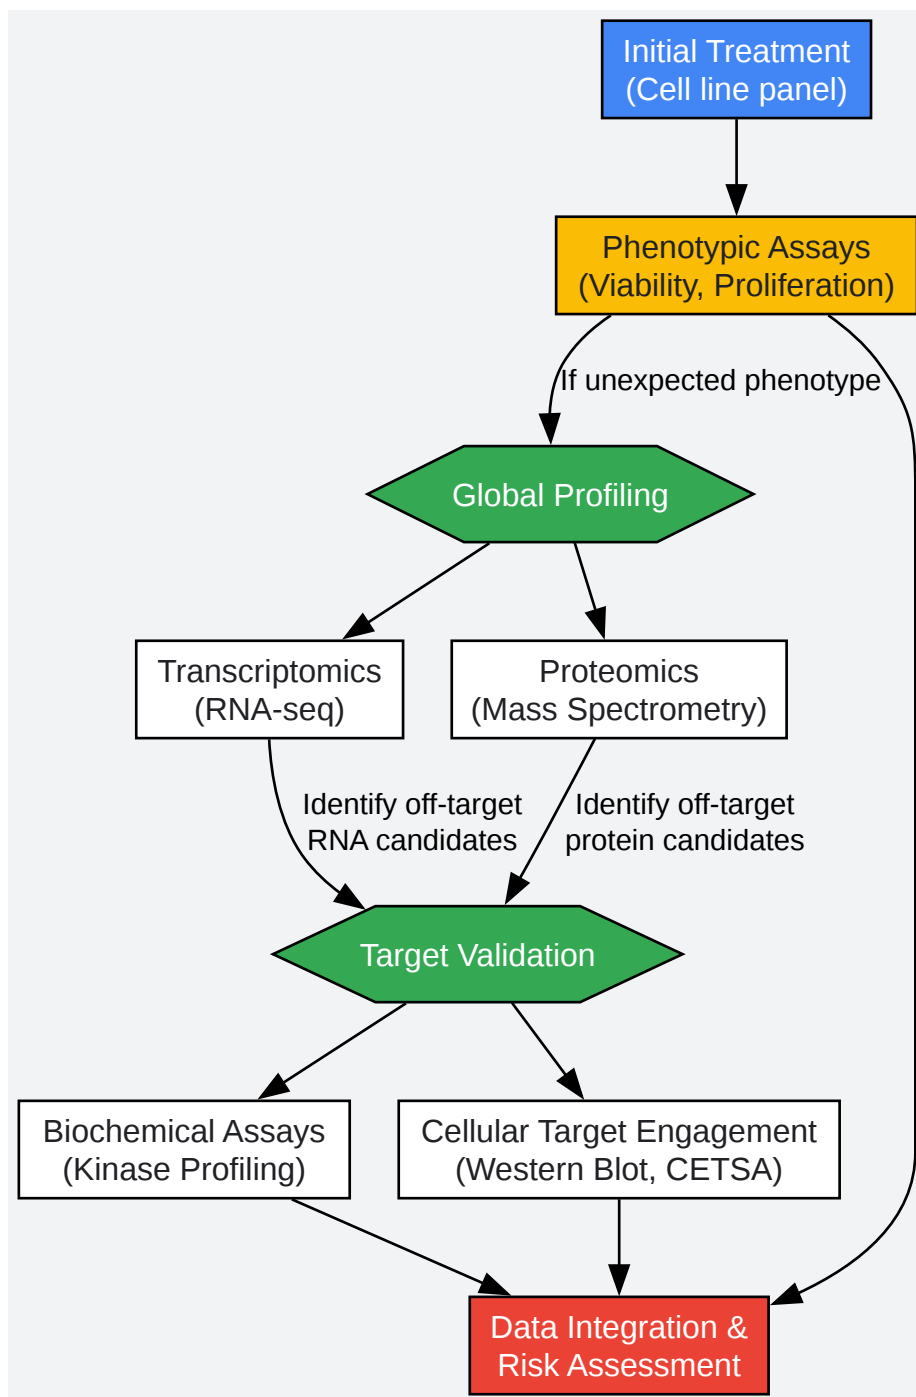 Initial Treatment
(Cell line panel)
Phenotypic Assays
(Viability, Proliferation)
If unexpected phenotype
Global Profiling
Transcriptomics
(RNA-seq)
Proteomics
(Mass Spectrometry)
Identify off-target
RNA candidates
Identify off-target
protein candidates
Target Validation
Biochemical Assays
(Kinase Profiling)
Cellular Target Engagement
(Western Blot, CETSA)
Data Integration &
Risk Assessment